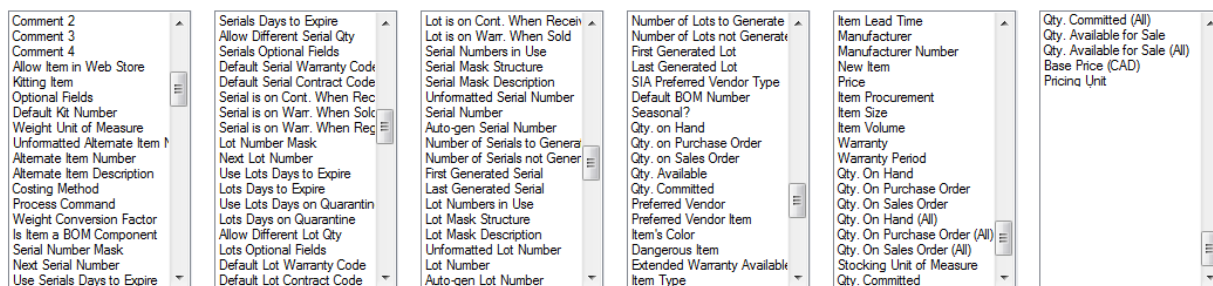 Comment 2
Comment 3
Comment 4
Allow Item in Web Store
Kitting Item
Optional Fields
Default Kit Number
Weight Unit of Measure
Unformatted Alternate Item N
Alternate Item Number
Alternate Item Description
Costing Method
Process Command
Weight Conversion Factor
Is Item a BOM Component
Serial Number Mask
Next Serial Number
Use Serials Days to Expire
Serials Days to Expire
Allow Different Serial Qty
Serials Optional Fields
Default Serial Warranty Code
Default Serial Contract Code
Serial is on Cont. When Rec
Serial is on Warr. When Sold
Serial is on Warr. When Reg
Lot Number Mask
Next Lot Number
Use Lots Days to Expire
Lots Days to Expire
Use Lots Days on Quarantin
Lots Days on Quarantine
Allow Different Lot Qty
Lots Optional Fields
Default Lot Warranty Code
Default Lot Contract Code
Lot is on Cont. When Receiv
Lot is on Warr. When Sold
Serial Numbers in Use
Serial Mask Structure
Serial Mask Description
Unformatted Serial Number
Serial Number
Auto-gen Serial Number
Number of Serials to Genera
Number of Serials not Gener
First Generated Serial
Last Generated Serial
Lot Numbers in Use
Lot Mask Structure
Lot Mask Description
Unformatted Lot Number
Lot Number
Auto-gen Lot Number
Number of Lots to Generate
Number of Lots not Generate
First Generated Lot
Last Generated Lot
SIA Preferred Vendor Type
Default BOM Number
Seasonal?
Qty. on Hand
Qty. on Purchase Order
Qty. on Sales Order
Qty. Available
Qty. Committed
Preferred Vendor
Preferred Vendor Item
Item's Color
Dangerous Item
Extended Warranty Available
Item Type
Item Lead Time
Manufacturer
Manufacturer Number
New Item
Price
Item Procurement
Item Size
Item Volume
Warranty
Warranty Period
Qty. On Hand
Qty. On Purchase Order
Qty. On Sales Order
Qty. On Hand (All)
Qty. On Purchase Order (All)
Qty. On Sales Order (All)
Stocking Unit of Measure
Qty. Committed
Qty. Committed (All)
Qty. Available for Sale
Qty. Available for Sale (All)
Base Price (CAD)
Pricing Unit